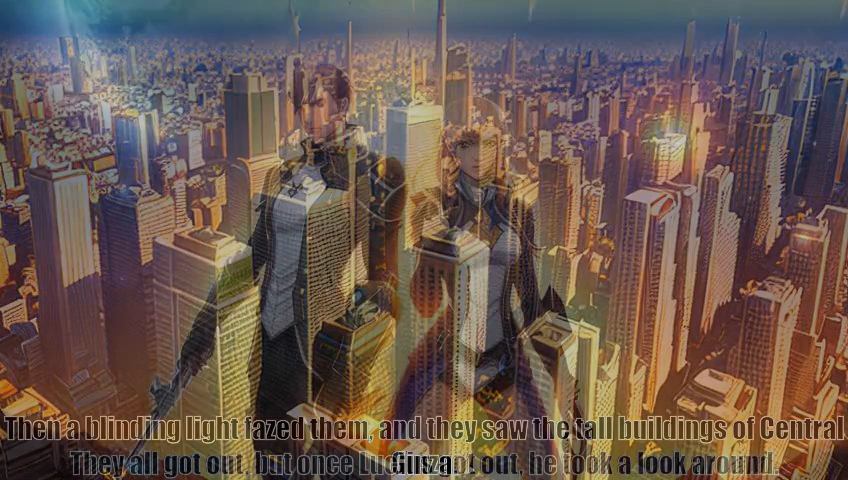 Then a blinding light fazed them, and they saw the tall buildings of Central
Ginza.
They all got out, but once out, he took a look around.